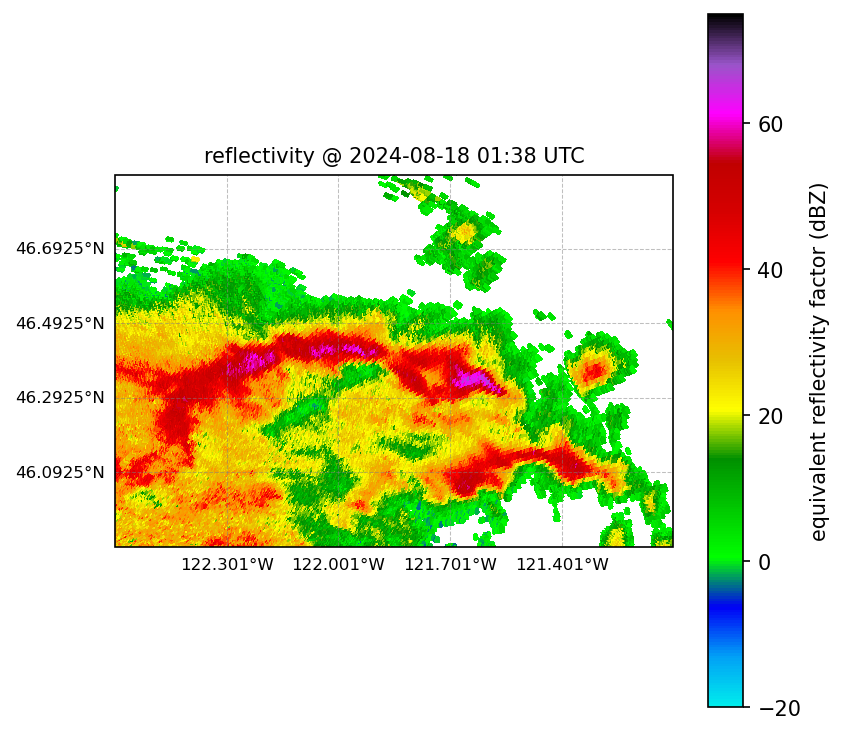 reflectivity @ 2024-08-18 01:38 UTC
46.6925°N
46.4925°N
46.2925°N
46.0925°N
122.301°W 122.001°W 121.701°W 121.401°W
60
40
20
0
−20
equivalent reflectivity factor (dBZ)